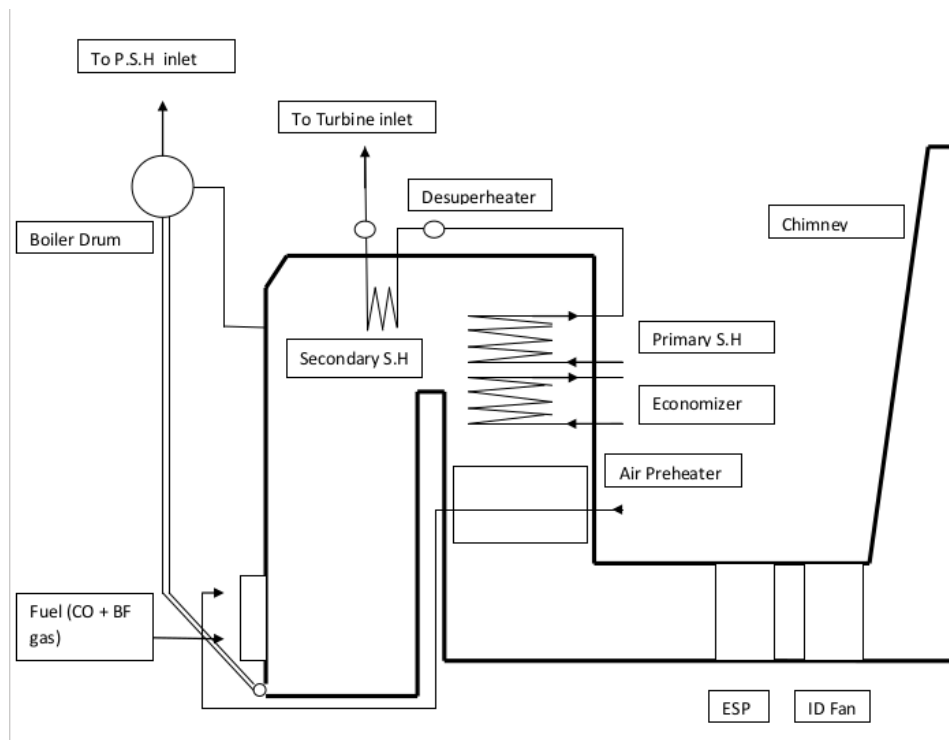 To P.S.H inlet
To Turbine inlet
Desuperheater
Chimney
Boiler Drum
Secondary S.H
Primary S.H
Economizer
Air Preheater
Fuel (CO + BF
gas)
ESP
ID Fan